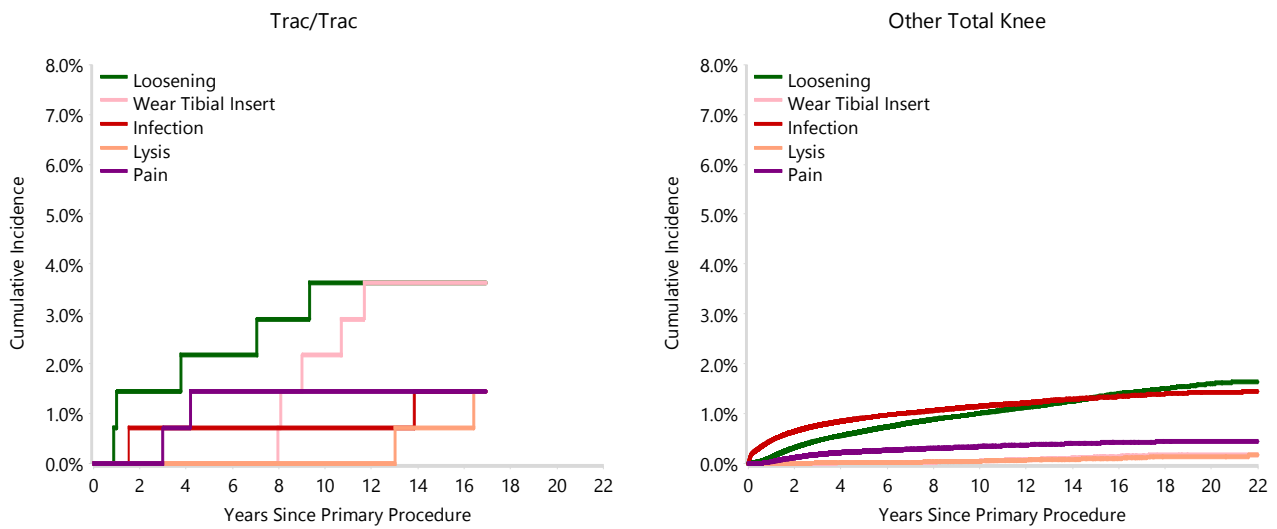 Trac/Trac
8.0%
7.0%
6.0%
5.0%
4.0%
3.0%
2.0%
1.0%
0.0%
Cumulative Incidence
Loosening
Wear Tibial Insert
Infection
Lysis
Pain
0 2 4 6 8 10 12 14 16 18 20 22
Years Since Primary Procedure
Other Total Knee
8.0%
7.0%
6.0%
5.0%
4.0%
3.0%
2.0%
1.0%
0.0%
Cumulative Incidence
Loosening
Wear Tibial Insert
Infection
Lysis
Pain
0 2 4 6 8 10 12 14 16 18 20 22
Years Since Primary Procedure